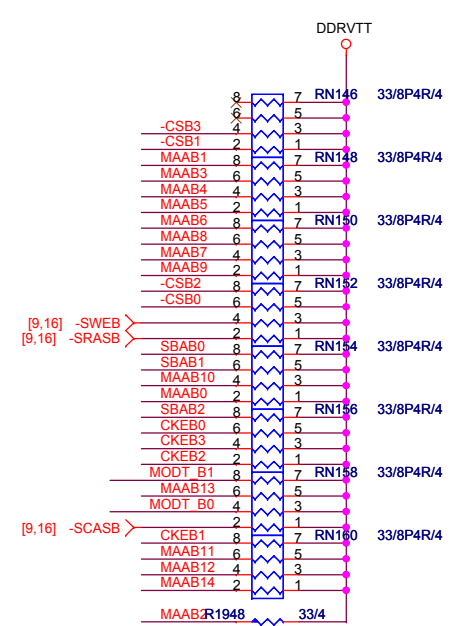 DDRVTT
8 7 RN146 33/8P4R/4
6 5
-CSB3 4 3
-CSB1 2 1
MAAB1 8 7 RN148 33/8P4R/4
MAAB3 6 5
MAAB4 4 3
MAAB5 2 1
MAAB6 8 7 RN150 33/8P4R/4
MAAB8 6 5
MAAB7 4 3
MAAB9 2 1
-CSB2 8 7 RN152 33/8P4R/4
-CSB0 6 5
[9,16] -SWEB 4 3
[9,16] -SRASB 2 1
SBAB0 8 7 RN154 33/8P4R/4
SBAB1 6 5
MAAB10 4 3
MAAB0 2 1
SBAB2 8 7 RN156 33/8P4R/4
CKEB0 6 5
CKEB3 4 3
CKEB2 2 1
MODT_B1 8 7 RN158 33/8P4R/4
MAAB13 6 5
MODT_B0 4 3
[9,16] -SCASB 2 1
CKEB1 8 7 RN160 33/8P4R/4
MAAB11 6 5
MAAB12 4 3
MAAB14 2 1
MAAB2 R1948 33/4